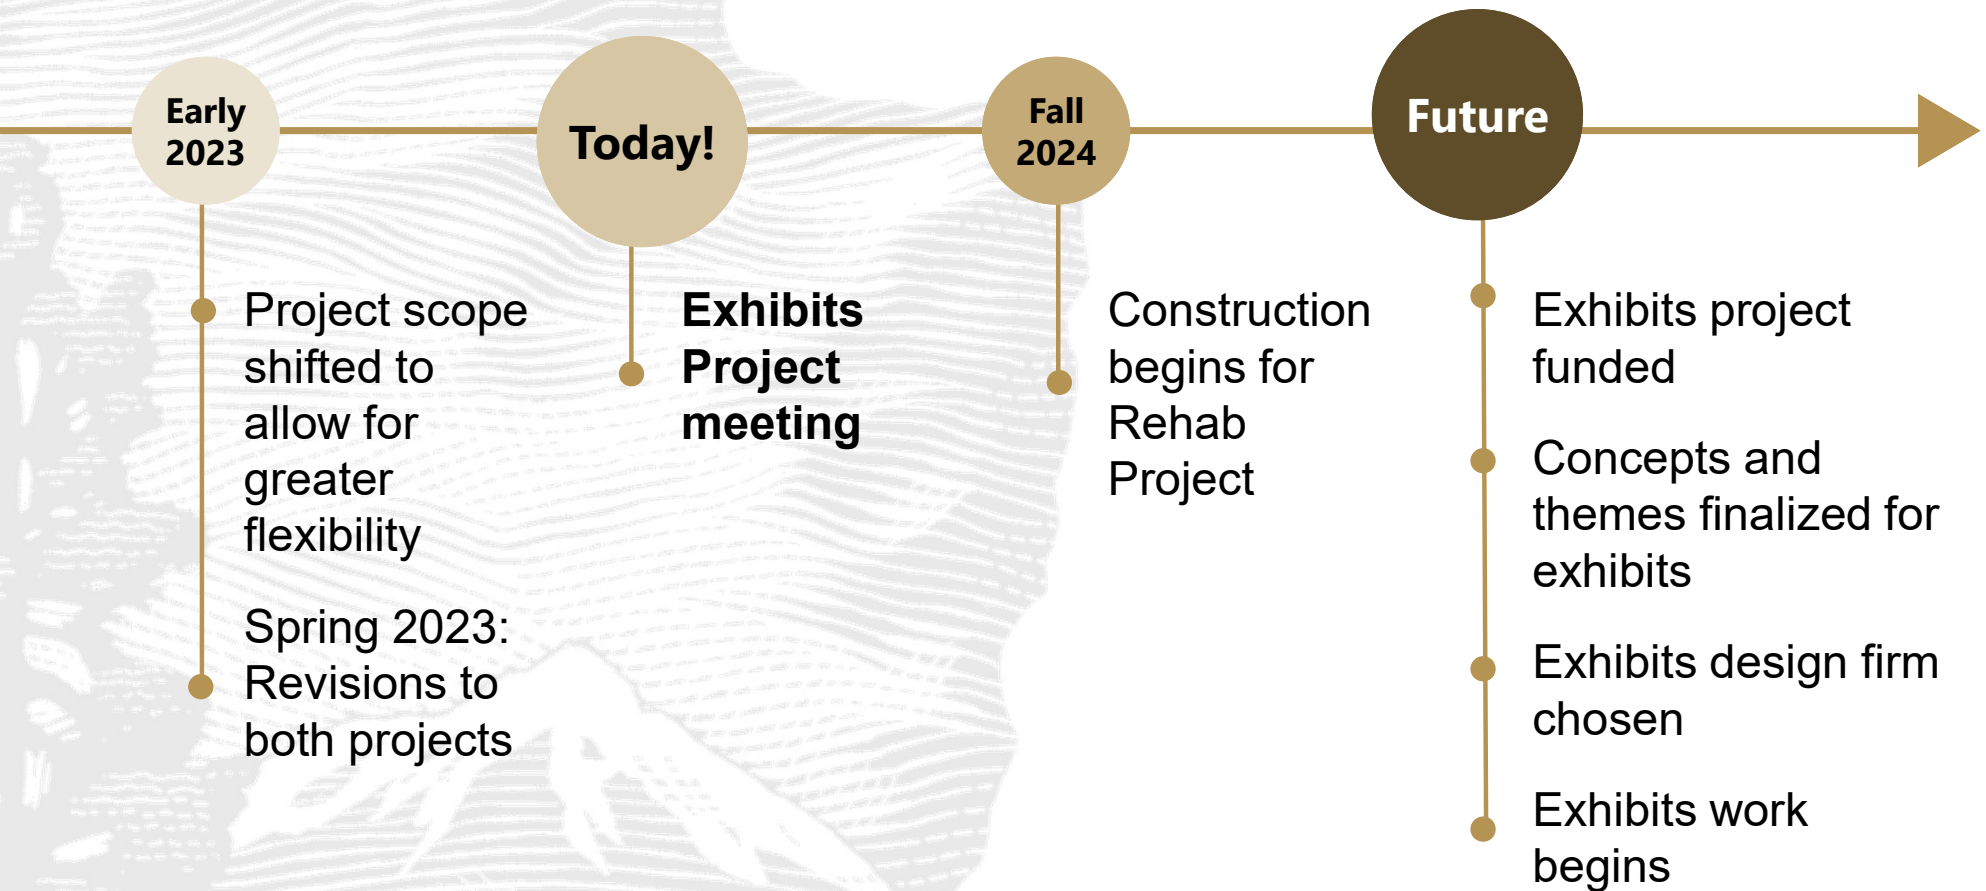 Early
2023
Project scope
shifted to
allow for
greater
flexibility
Spring 2023:
Revisions to
both projects
Today!
Exhibits
Project
meeting
Fall
2024
Construction
begins for
Rehab
Project
Future
Exhibits project
funded
Concepts and
themes finalized for
exhibits
Exhibits design firm
chosen
Exhibits work
begins